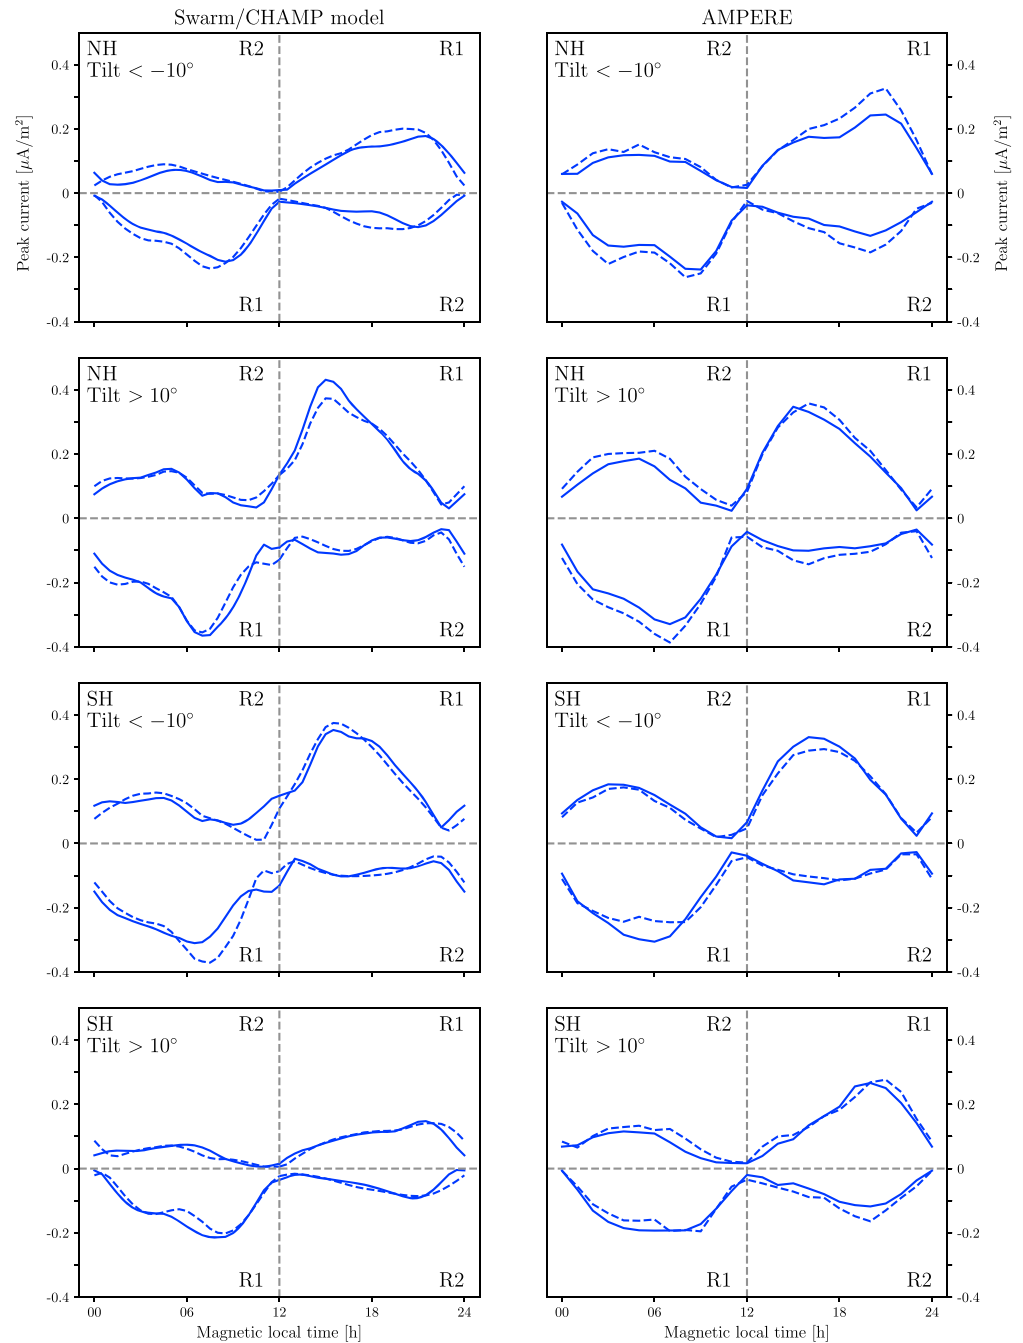 Swarm/CHAMP model
AMPERE
NH
Tilt < −10°
R2
R1
R1
R2
0.4
0.2
0
-0.2
-0.4
Peak current [μA/m²]
NH
Tilt < −10°
R2
R1
R1
R2
0.4
0.2
0
-0.2
-0.4
Peak current [μA/m²]
NH
Tilt > 10°
R2
R1
R1
R2
0.4
0.2
0
-0.2
-0.4
NH
Tilt > 10°
R2
R1
R1
R2
0.4
0.2
0
-0.2
-0.4
SH
Tilt < −10°
R2
R1
R1
R2
0.4
0.2
0
-0.2
-0.4
SH
Tilt < −10°
R2
R1
R1
R2
0.4
0.2
0
-0.2
-0.4
SH
Tilt > 10°
R2
R1
R1
R2
0.4
0.2
0
-0.2
-0.4
00 06 12 18 24
Magnetic local time [h]
SH
Tilt > 10°
R2
R1
R1
R2
0.4
0.2
0
-0.2
-0.4
00 06 12 18 24
Magnetic local time [h]